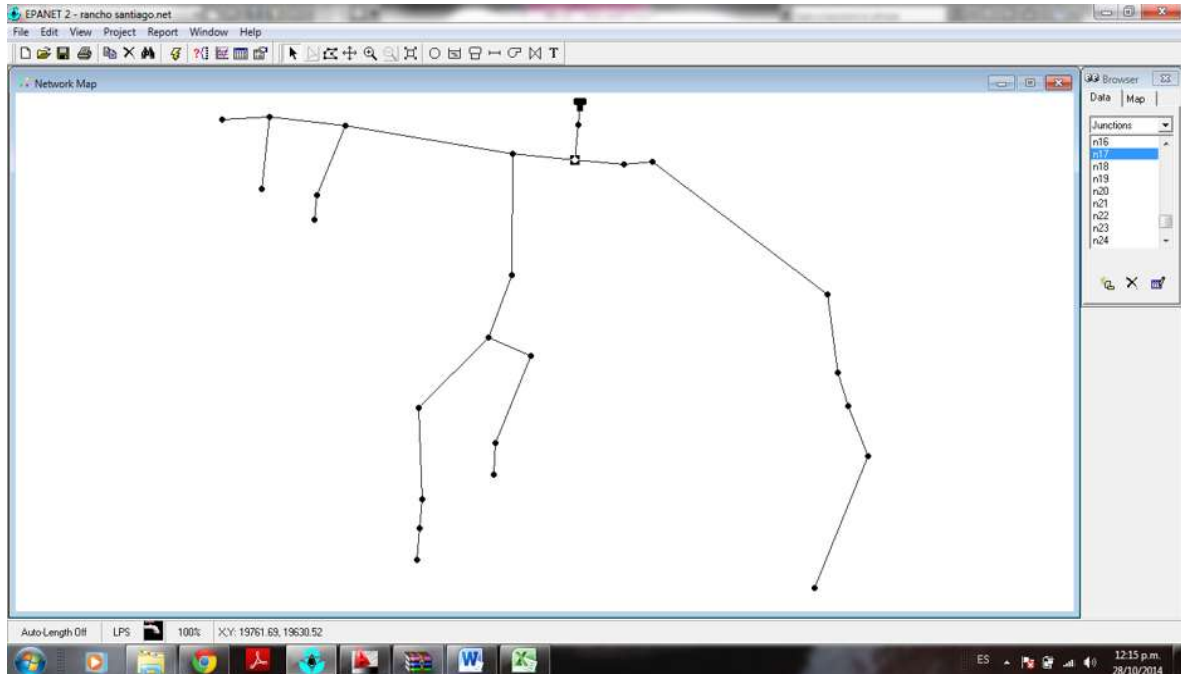 EPANET 2 - rancho santiago.net
File Edit View Project Report Window Help
T
Network Map
Browser
Data Map
Junctions
n16
n17
n18
n19
n20
n21
n22
n23
n24
Auto-Length Off LPS 100% X,Y: 19761.69, 19630.52
ES 12:15 p.m.
28/10/2014